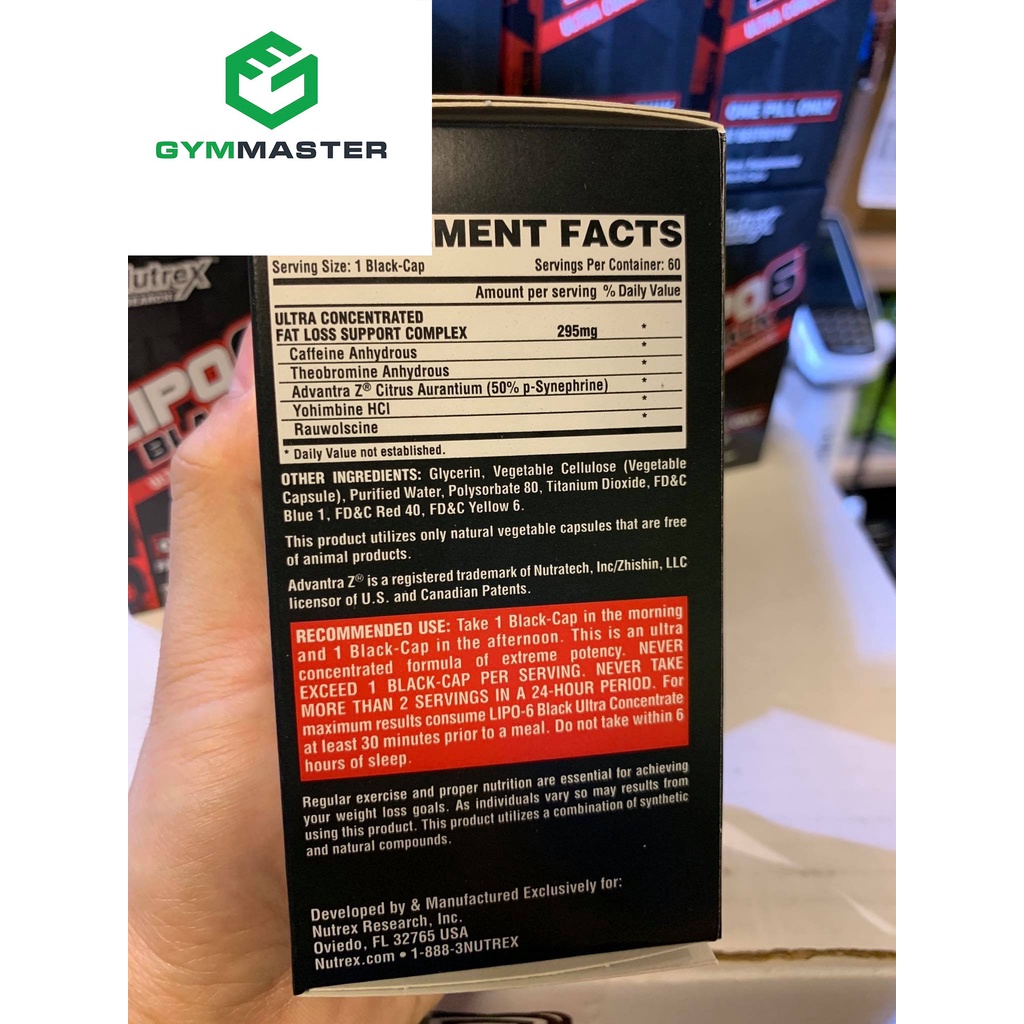 GYMMASTER
ULTRA
ONE PILL ONLY
MENT FACTS
Serving Size: 1 Black-Cap Servings Per Container: 60
Amount per serving % Daily Value
ULTRA CONCENTRATED
FAT LOSS SUPPORT COMPLEX 295mg *
Caffeine Anhydrous *
Theobromine Anhydrous *
Advantra Z® Citrus Aurantium (50% p-Synephrine) *
Yohimbine HCl *
Rauwolscine
* Daily Value not established.
OTHER INGREDIENTS: Glycerin, Vegetable Cellulose (Vegetable
Capsule), Purified Water, Polysorbate 80, Titanium Dioxide, FD&C
Blue 1, FD&C Red 40, FD&C Yellow 6.
This product utilizes only natural vegetable capsules that are free
of animal products.
Advantra Z® is a registered trademark of Nutratech, Inc/Zhishin, LLC
licensor of U.S. and Canadian Patents.
RECOMMENDED USE: Take 1 Black-Cap in the morning
and 1 Black-Cap in the afternoon. This is an ultra
concentrated formula of extreme potency. NEVER
EXCEED 1 BLACK-CAP PER SERVING. NEVER TAKE
MORE THAN 2 SERVINGS IN A 24-HOUR PERIOD. For
maximum results consume LIPO-6 Black Ultra Concentrate
at least 30 minutes prior to a meal. Do not take within 6
hours of sleep.
Regular exercise and proper nutrition are essential for achieving
your weight loss goals. As individuals vary so may results from
using this product. This product utilizes a combination of synthetic
and natural compounds.
Developed by & Manufactured Exclusively for:
Nutrex Research, Inc.
Oviedo, FL 32765 USA
Nutrex.com • 1-888-3NUTREX
utrex
LIPO